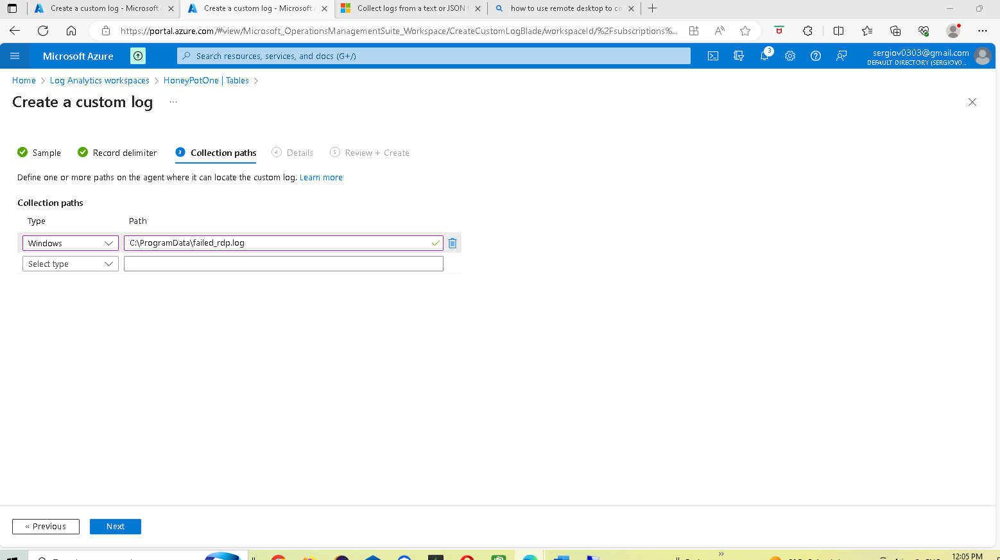 Create a custom log - Microsoft
Create a custom log - Microsoft
Collect logs from a text or JSON
how to use remote desktop to co
https://portal.azure.com/#view/Microsoft_OperationsManagementSuite_Workspace/CreateCustomLogBlade/workspaceId/%2Fsubscriptions%...
Microsoft Azure
Search resources, services, and docs (G+/)
3
sergiov0303@gmail.com
DEFAULT DIRECTORY (SERGIOV0...
Home > Log Analytics workspaces > HoneyPotOne | Tables >
Create a custom log ...
Sample
Record delimiter
3 Collection paths
4 Details
5 Review + Create
Define one or more paths on the agent where it can locate the custom log. Learn more
Collection paths
Type Path
Windows C:\ProgramData\failed_rdp.log
Select type
« Previous
Next
12:05 PM